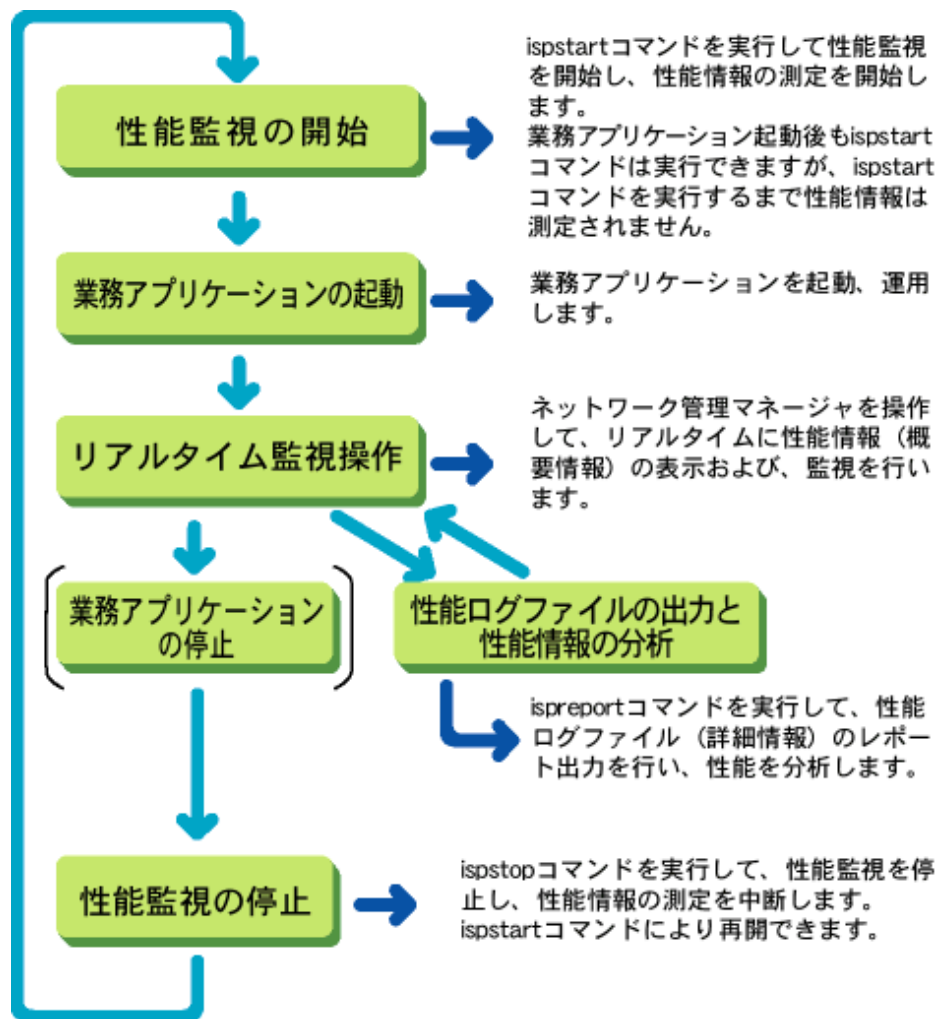 性能監視の開始
ispstartコマンドを実行して性能監視
を開始し、性能情報の測定を開始し
ます。
業務アプリケーション起動後もispstart
コマンドは実行できますが、ispstart
コマンドを実行するまで性能情報は
測定されません。
業務アプリケーションの起動
業務アプリケーションを起動、運用
します。
リアルタイム監視操作
ネットワーク管理マネージャを操作
して、リアルタイムに性能情報（概
要情報）の表示および、監視を行い
ます。
業務アプリケーション
の停止
性能ログファイルの出力と
性能情報の分析
ispreportコマンドを実行して、性能
ログファイル（詳細情報）のレポー
ト出力を行い、性能を分析します。
性能監視の停止
ispstopコマンドを実行して、性能監視を停
止し、性能情報の測定を中断します。
ispstartコマンドにより再開できます。